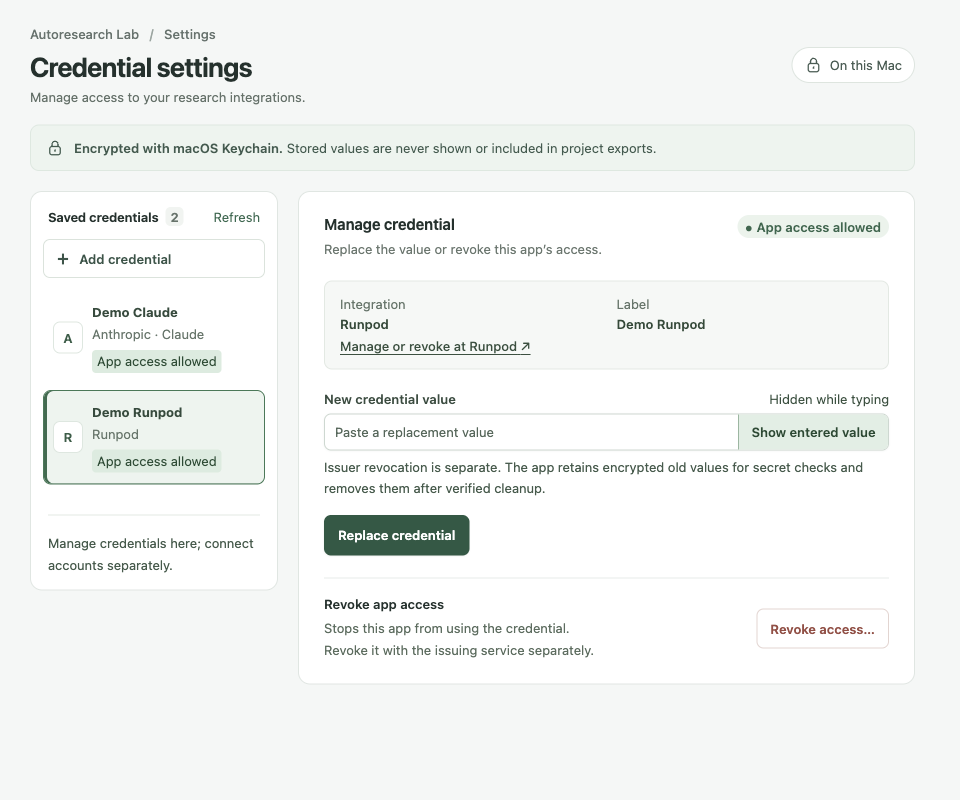 Autoresearch Lab / Settings
Credential settings
Manage access to your research integrations.
On this Mac
Encrypted with macOS Keychain. Stored values are never shown or included in project exports.
Saved credentials 2 Refresh
+ Add credential
A
Demo Claude
Anthropic · Claude
App access allowed
R
Demo Runpod
Runpod
App access allowed
Manage credentials here; connect
accounts separately.
Manage credential
App access allowed
Replace the value or revoke this app's access.
Integration
Runpod
Manage or revoke at Runpod ↗
Label
Demo Runpod
New credential value
Hidden while typing
Paste a replacement value
Show entered value
Issuer revocation is separate. The app retains encrypted old values for secret checks and
removes them after verified cleanup.
Replace credential
Revoke app access
Stops this app from using the credential.
Revoke it with the issuing service separately.
Revoke access...